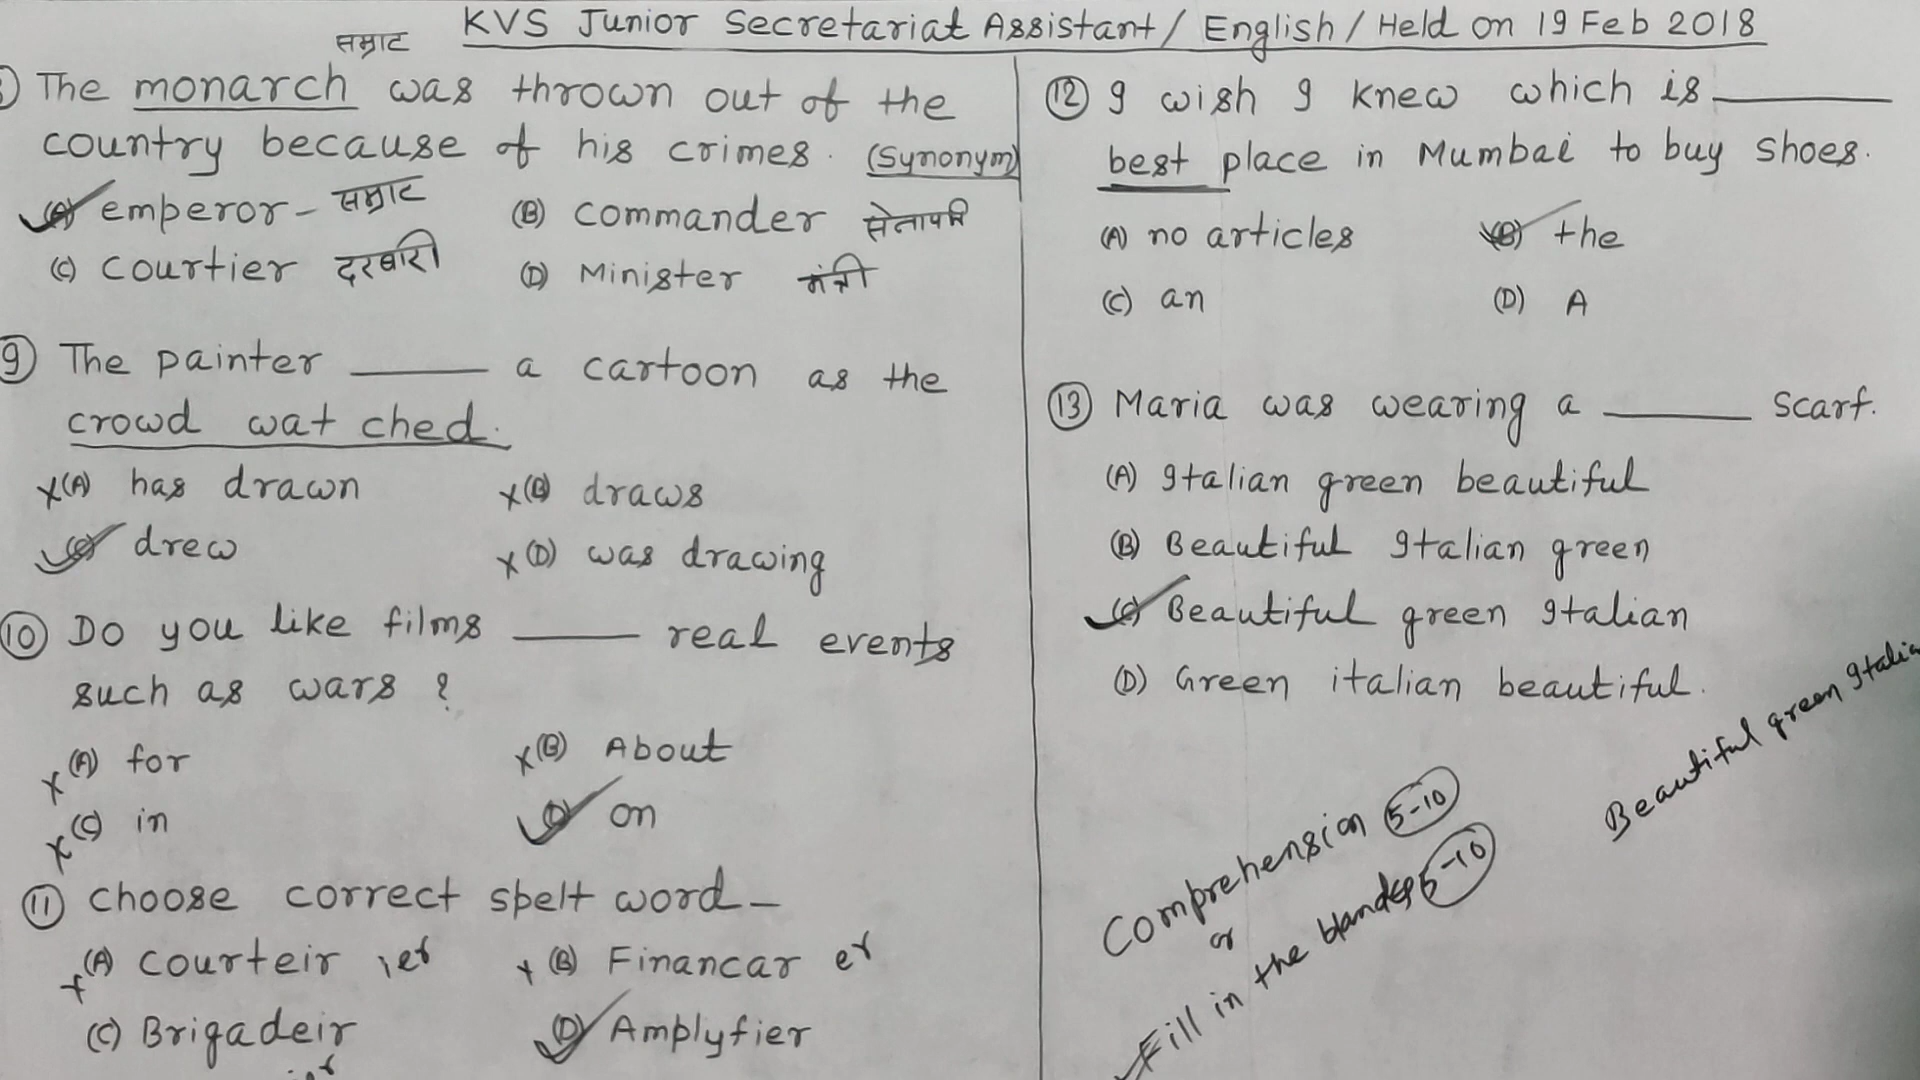 KVS Junior Secretariat Assistant / English / Held on 19 Feb 2018
सम्राट
The monarch was thrown out of the
country because of his crimes. (Synonym)
(A) emperor - सम्राट (B) commander सेनापति
(C) courtier दरबारी (D) Minister मंत्री
9 The painter ______ a cartoon as the
crowd wat ched.
x (A) has drawn x (B) draws
(C) drew x (D) was drawing
10 Do you like films ______ real events
such as wars ?
x (A) for x (B) About
x (C) in (D) on
11 choose correct spelt word –
x (A) courteir ier x (B) Financar er
(C) Brigadeir (D) Amplyfier
ier
12 I wish I knew which is ______
best place in Mumbai to buy shoes.
(A) no articles (B) the
(C) an (D) A
13 Maria was wearing a ______ scarf.
(A) Italian green beautiful
(B) Beautiful Italian green
(C) Beautiful green Italian
(D) Green italian beautiful.
Beautiful green Italia
Comprehension 5-10
or
Fill in the 5-10